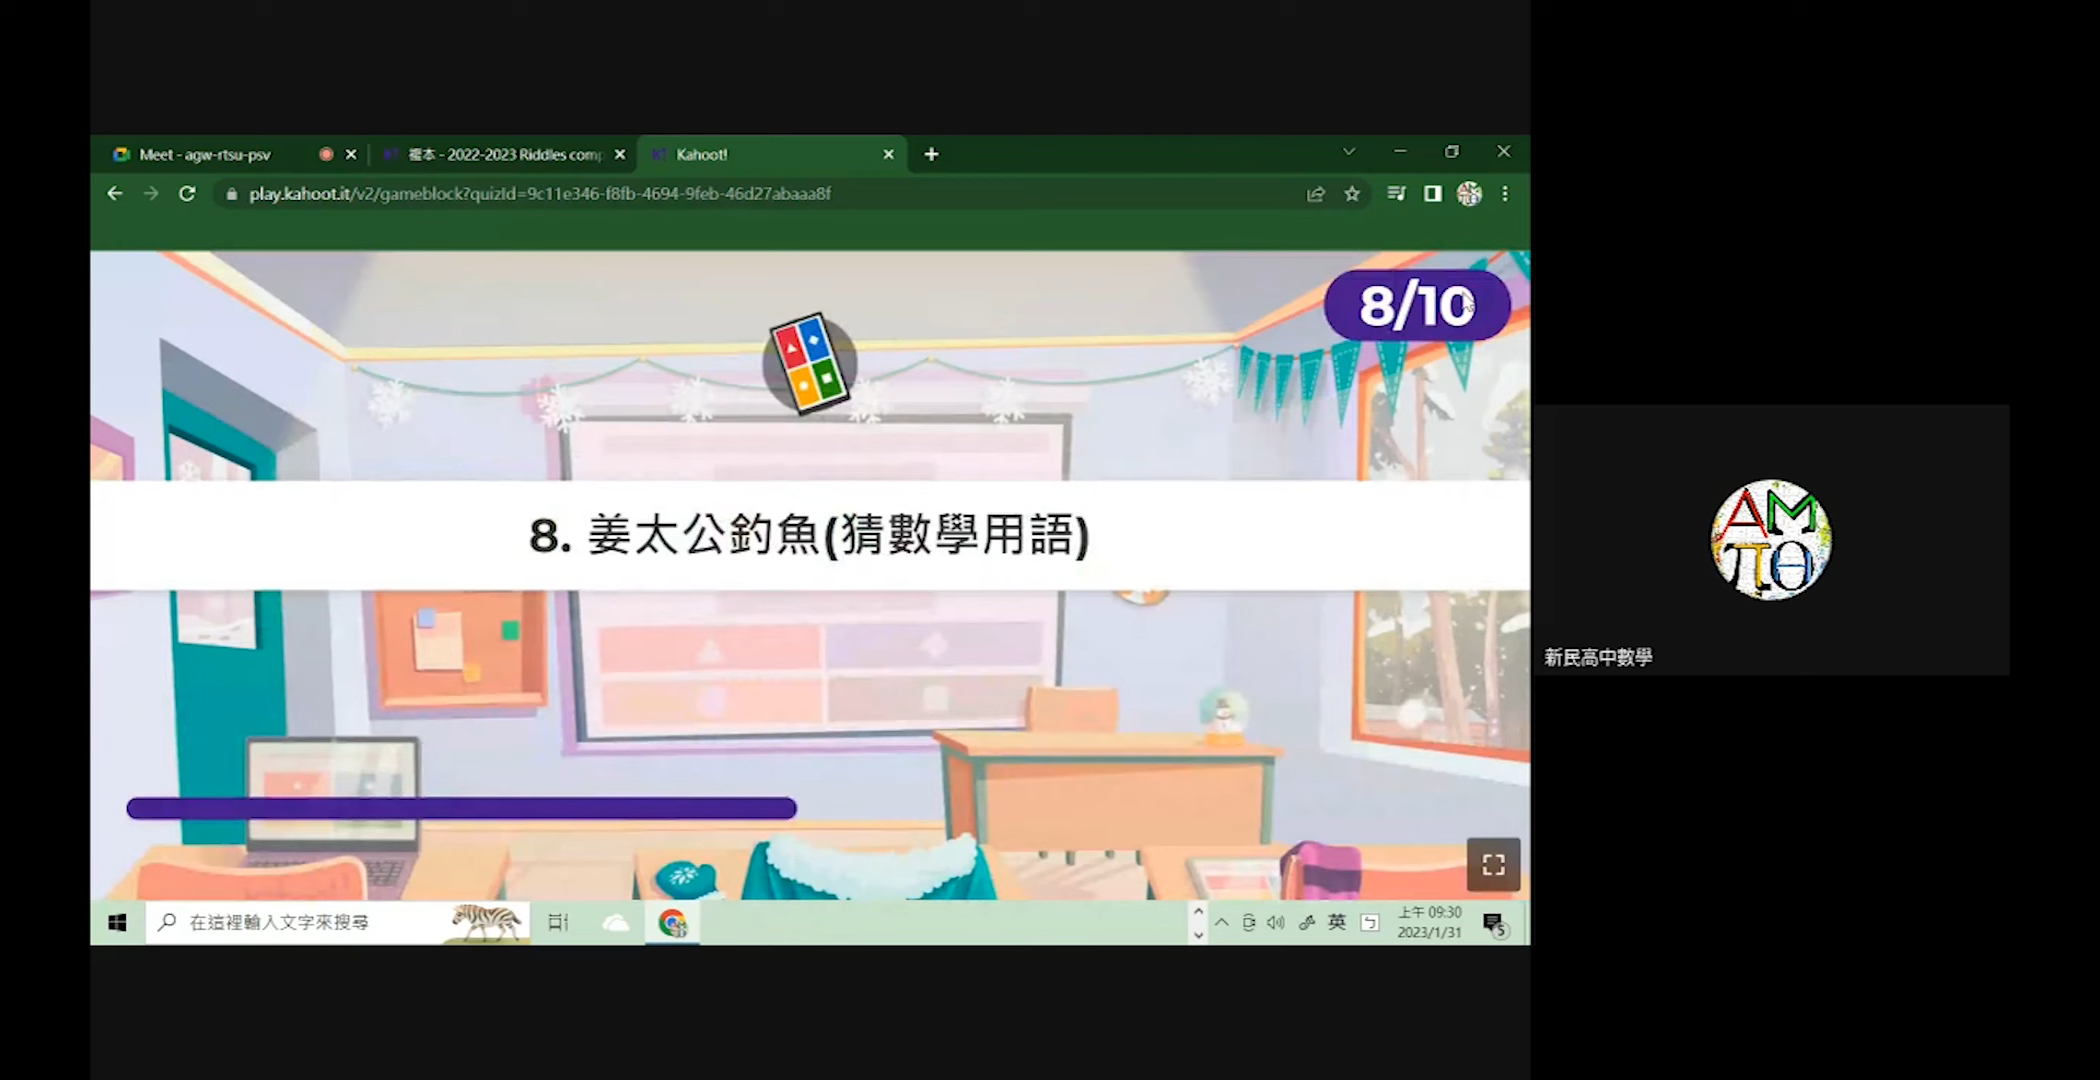 Meet - agw-rtsu-psv
複本 - 2022-2023 Riddles comp
Kahoot!
play.kahoot.it/v2/gameblock?quizId=9c11e346-f8fb-4694-9feb-46d27abaaa8f
8/10
8. 姜太公釣魚(猜數學用語)
AM
πθ
新民高中數學
在這裡輸入文字來搜尋
英
ㄅ
上午 09:30
2023/1/31
5